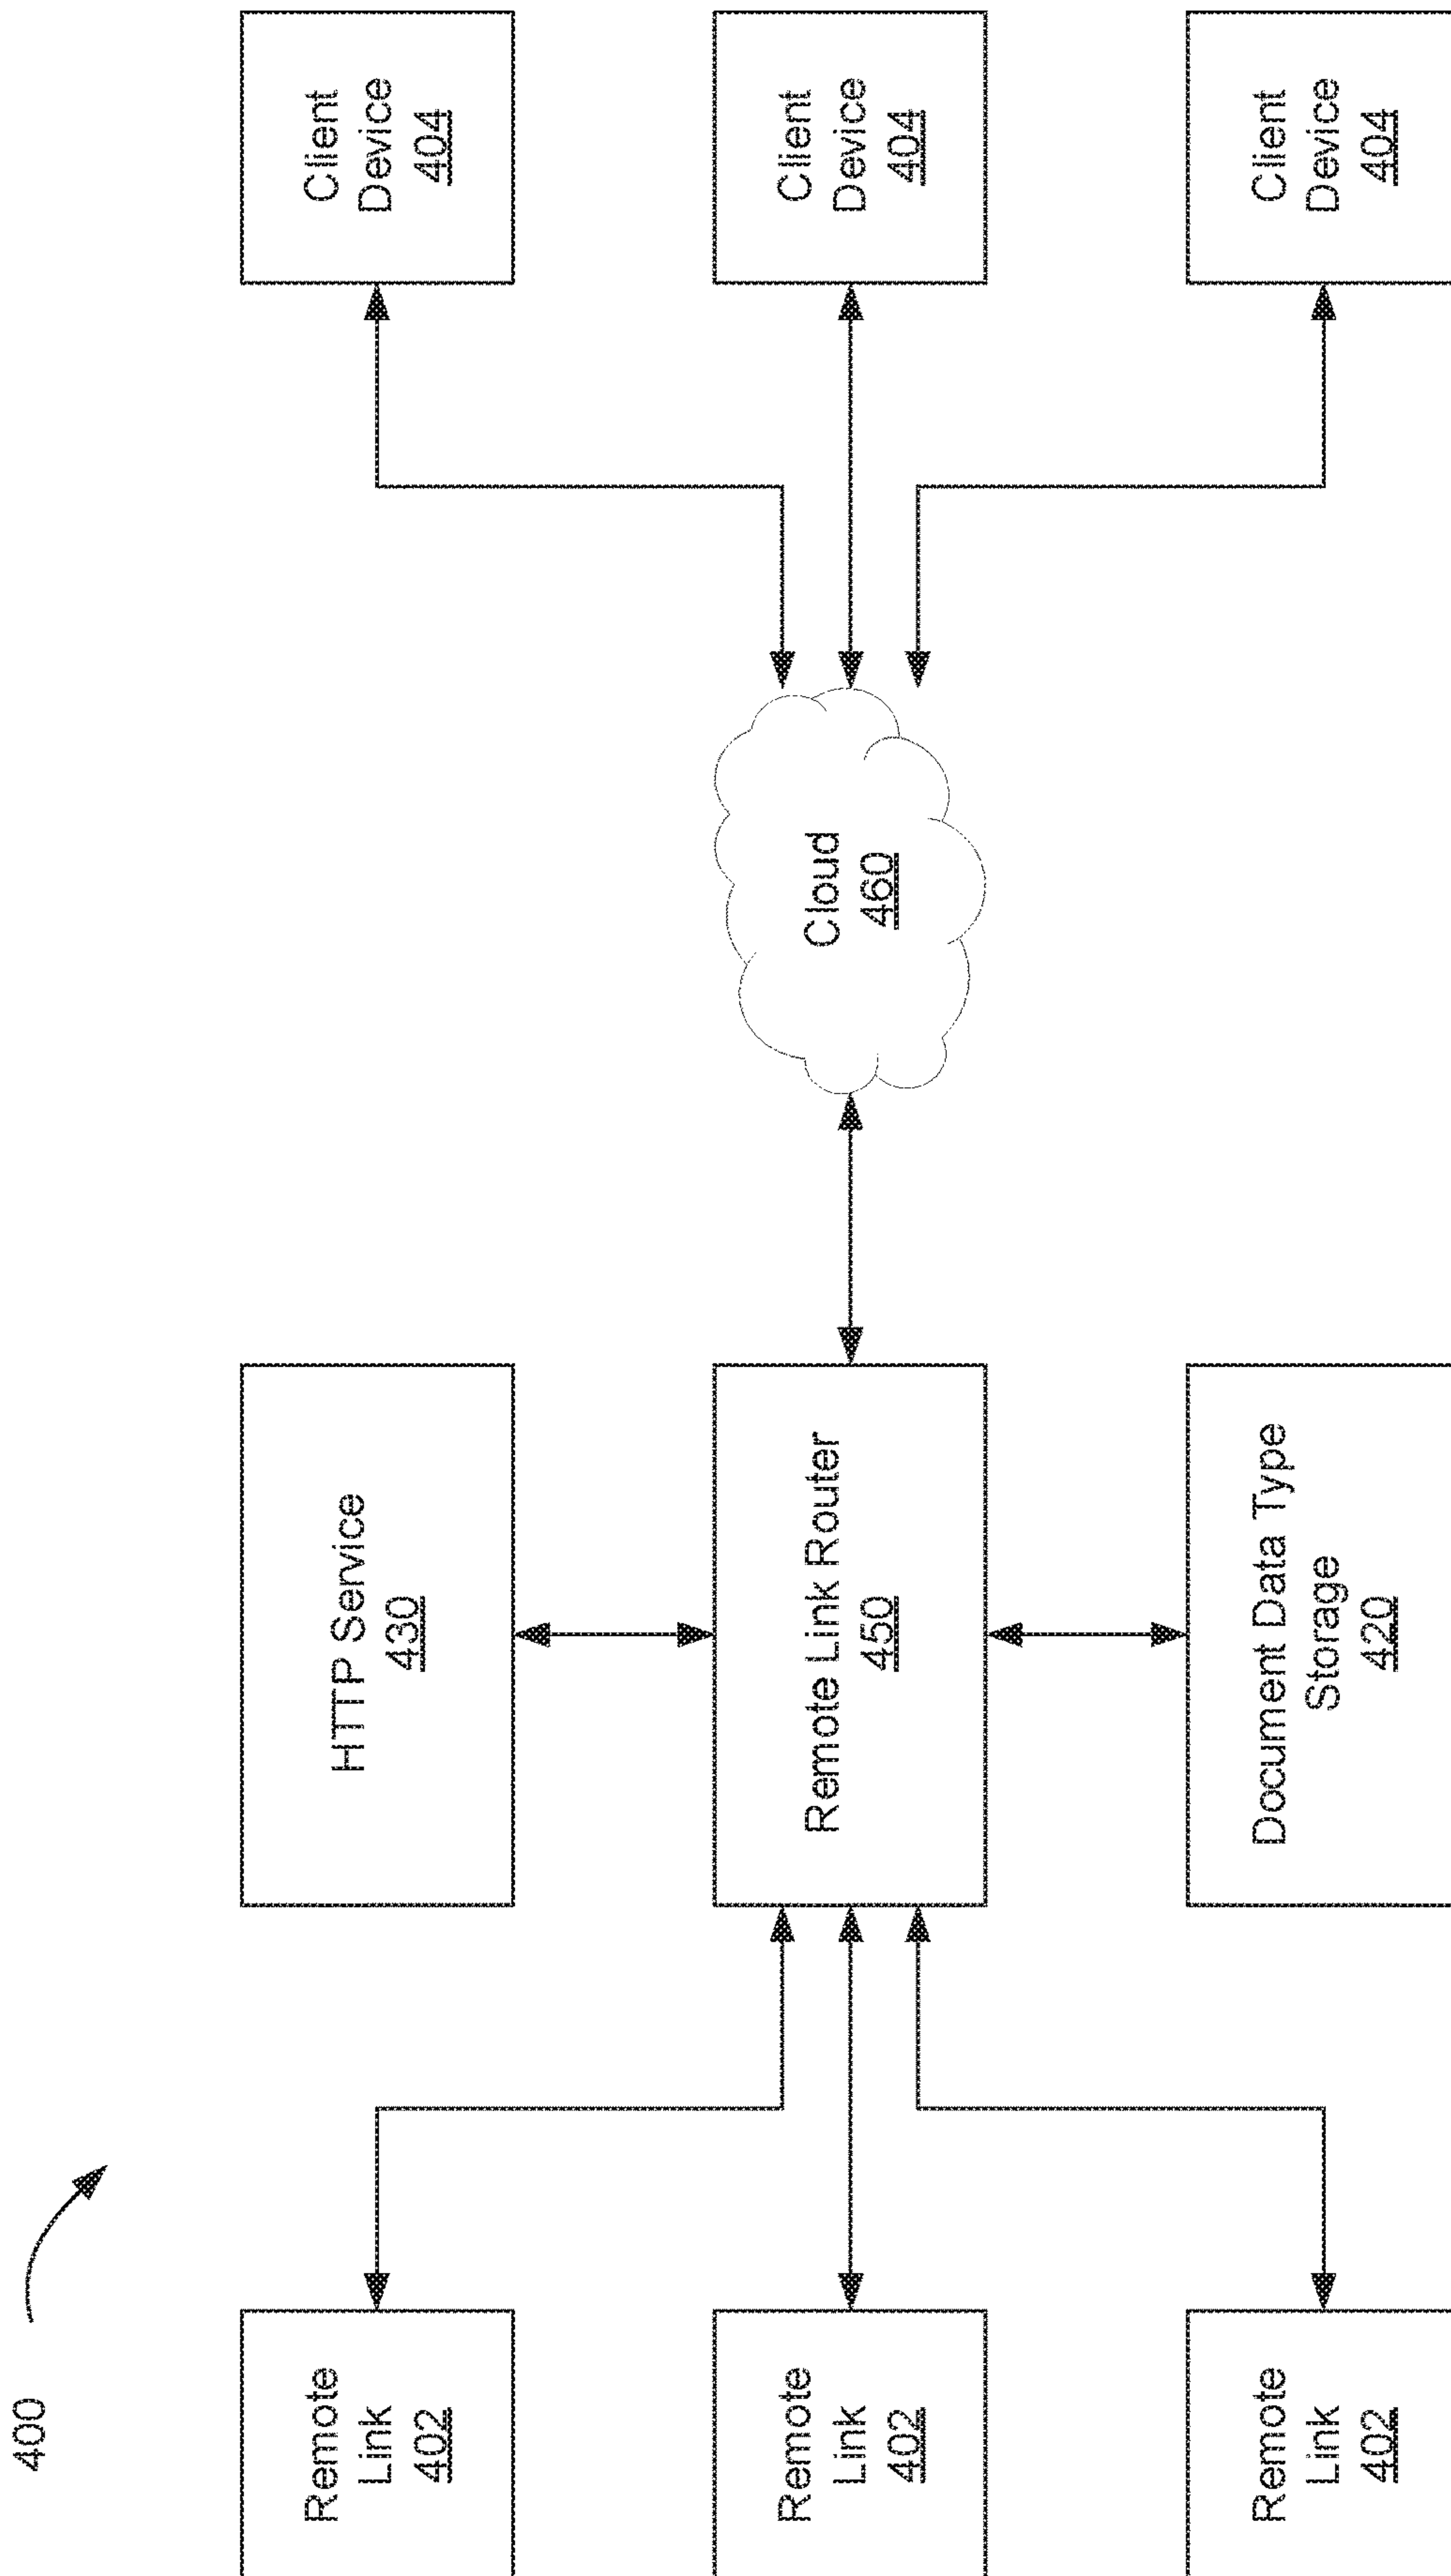 400
Remote
Link
402
Remote
Link
402
Remote
Link
402
HTTP Service
430
Remote Link Router
450
Document Data Type
Storage
420
Cloud
460
Client
Device
404
Client
Device
404
Client
Device
404